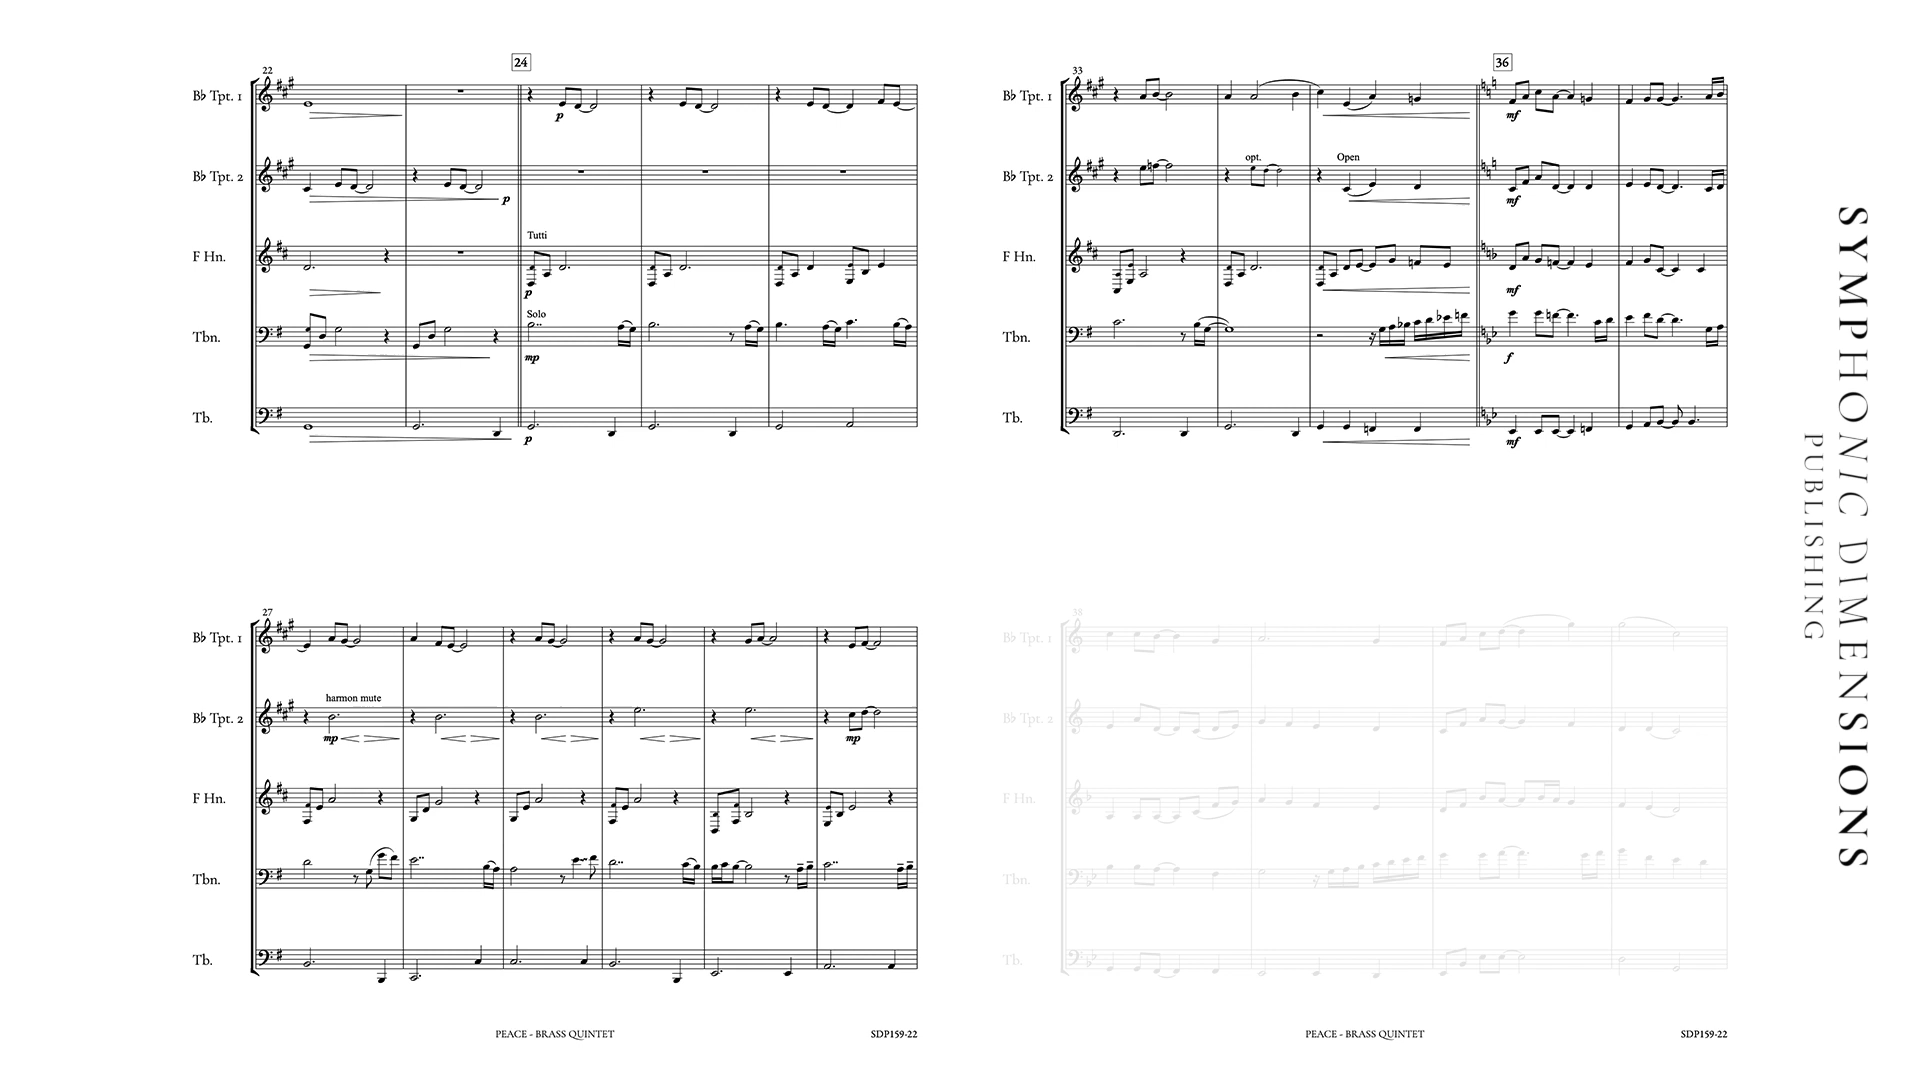 24
22
B♭ Tpt. 1
p
B♭ Tpt. 2
p
Tutti
F Hn.
p
Solo
Tbn.
mp
Tb.
p
27
B♭ Tpt. 1
harmon mute
B♭ Tpt. 2
mp mp
F Hn.
Tbn.
Tb.
PEACE - BRASS QUINTET SDP159-22
36
33
B♭ Tpt. 1
mf
opt. Open
B♭ Tpt. 2
mf
F Hn.
mf
Tbn.
f
Tb.
mf
38
B♭ Tpt. 1
B♭ Tpt. 2
F Hn.
Tbn.
Tb.
PEACE - BRASS QUINTET SDP159-22
SYMPHONIC DIMENSIONS
PUBLISHING